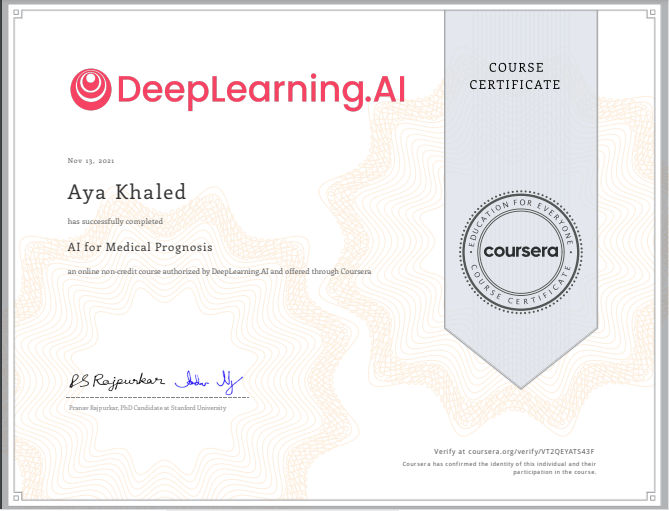 DeepLearning.AI
COURSE
CERTIFICATE
Nov 13, 2021
Aya Khaled
has successfully completed
AI for Medical Prognosis
an online non-credit course authorized by DeepLearning.AI and offered through Coursera
EDUCATION FOR EVERYONE
coursera
COURSE CERTIFICATE
PS Rajpurkar
Pranav Rajpurkar, PhD Candidate at Stanford University
Verify at coursera.org/verify/VT2QEYATS43F
Coursera has confirmed the identity of this individual and their
participation in the course.